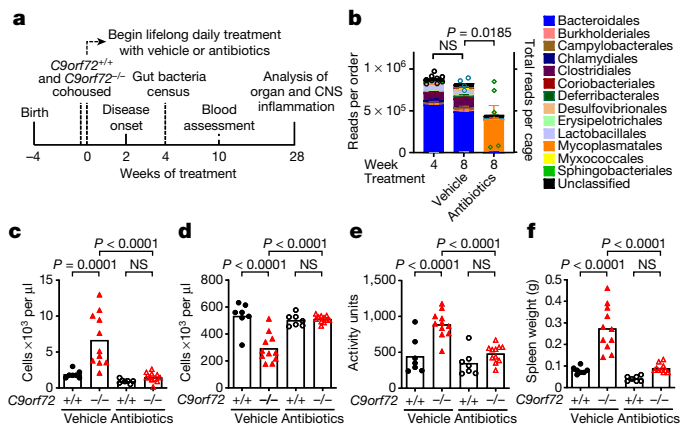 a
Begin lifelong daily treatment
with vehicle or antibiotics
C9orf72+/+
and C9orf72–/–
cohoused
Gut bacteria
census
Analysis of
organ and CNS
inflammation
Birth
Disease
onset
Blood
assessment
–4 0 2 4 10 28
Weeks of treatment
b
P = 0.0185
NS
Reads per order
1 × 10⁶
5 × 10⁵
0
Total reads per cage
Week 4 8 8
Treatment
Vehicle
Antibiotics
Bacteroidales
Burkholderiales
Campylobacterales
Chlamydiales
Clostridiales
Coriobacteriales
Deferribacterales
Desulfovibrionales
Erysipelotrichales
Lactobacillales
Mycoplasmatales
Myxococcales
Sphingobacteriales
Unclassified
c
P < 0.0001
P = 0.0001 NS
Cells ×10³ per µl
15
10
5
0
C9orf72 +/+ –/– +/+ –/–
Vehicle Antibiotics
d
P < 0.0001
P < 0.0001 NS
Cells ×10³ per µl
800
600
400
200
0
C9orf72 +/+ –/– +/+ –/–
Vehicle Antibiotics
e
P < 0.0001
P < 0.0001 NS
Activity units
1,500
1,000
500
0
C9orf72 +/+ –/– +/+ –/–
Vehicle Antibiotics
f
P < 0.0001
P < 0.0001 NS
Spleen weight (g)
0.5
0.4
0.3
0.2
0.1
0
C9orf72 +/+ –/– +/+ –/–
Vehicle Antibiotics